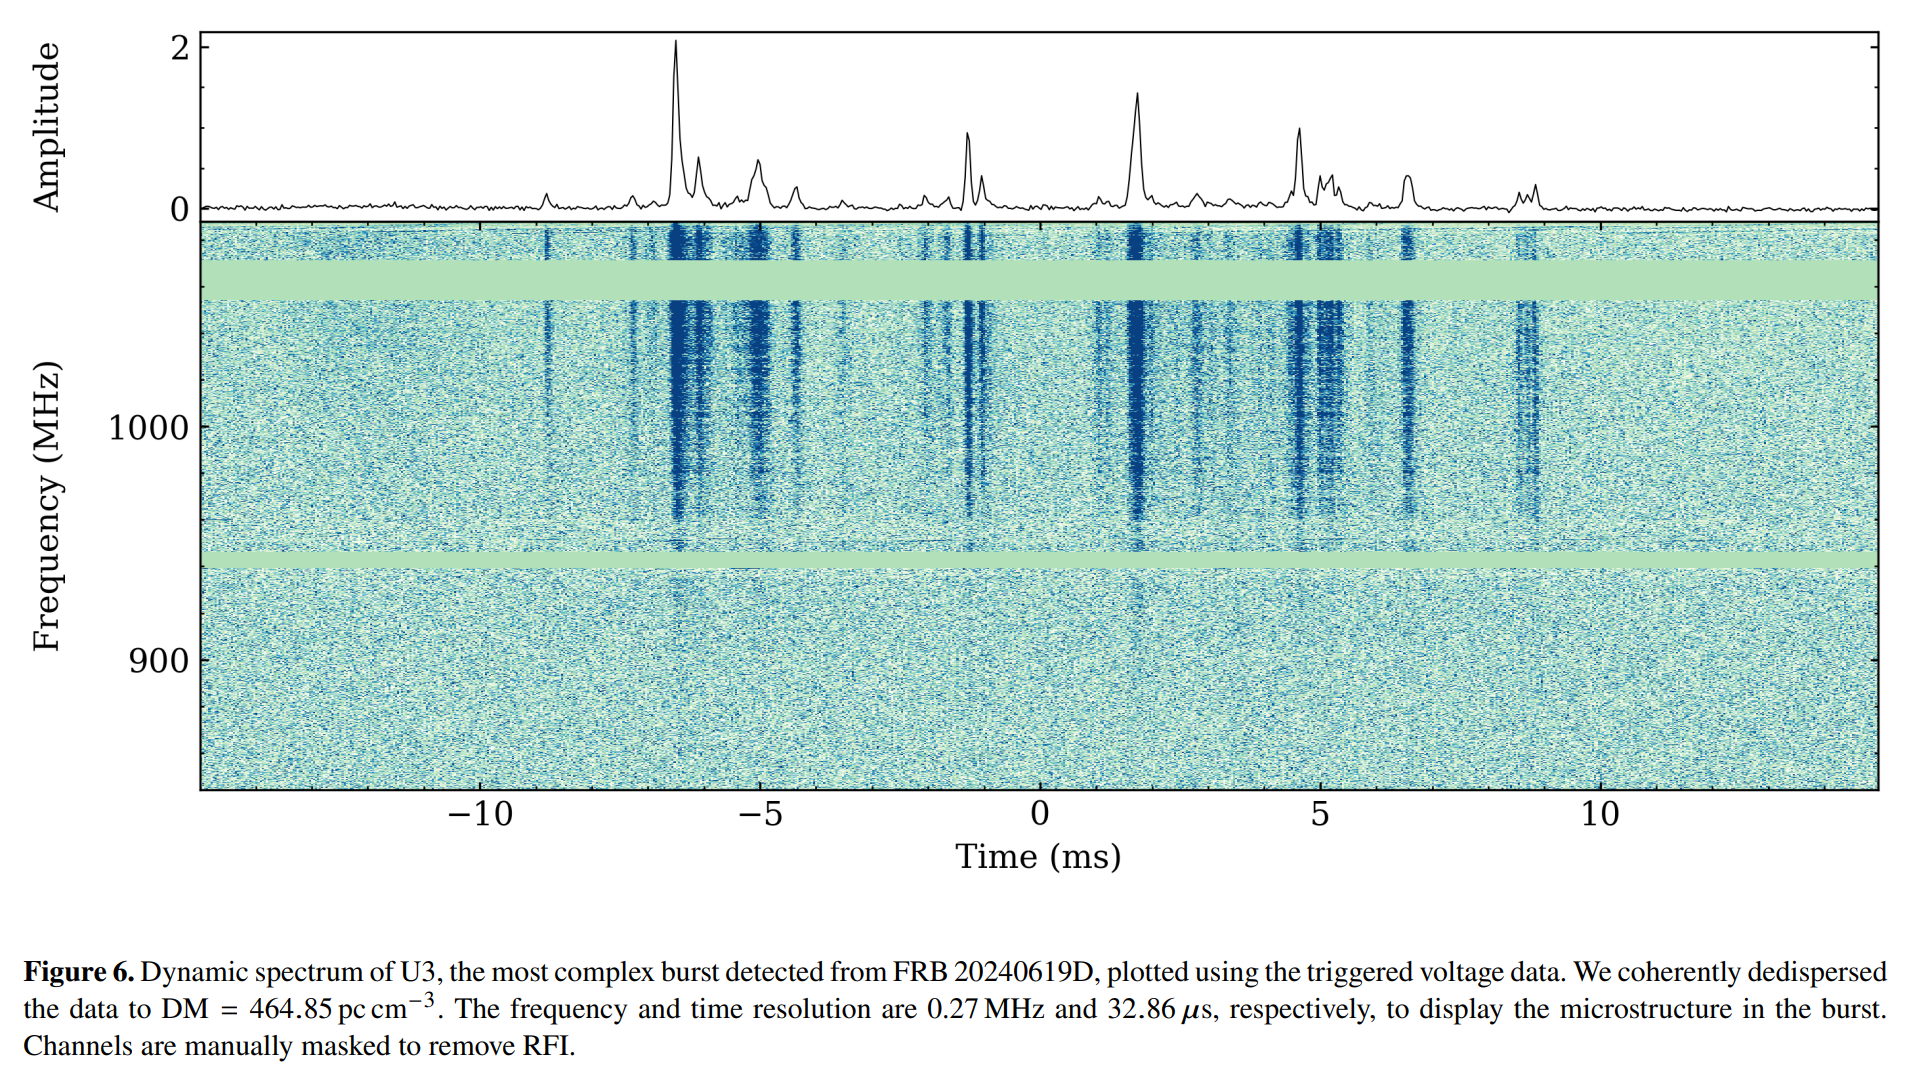 Amplitude
2
0
Frequency (MHz)
1000
900
−10 −5 0 5 10
Time (ms)
Figure 6. Dynamic spectrum of U3, the most complex burst detected from FRB 20240619D, plotted using the triggered voltage data. We coherently dedispersed
the data to DM = 464.85 pc cm⁻³. The frequency and time resolution are 0.27 MHz and 32.86 μs, respectively, to display the microstructure in the burst.
Channels are manually masked to remove RFI.